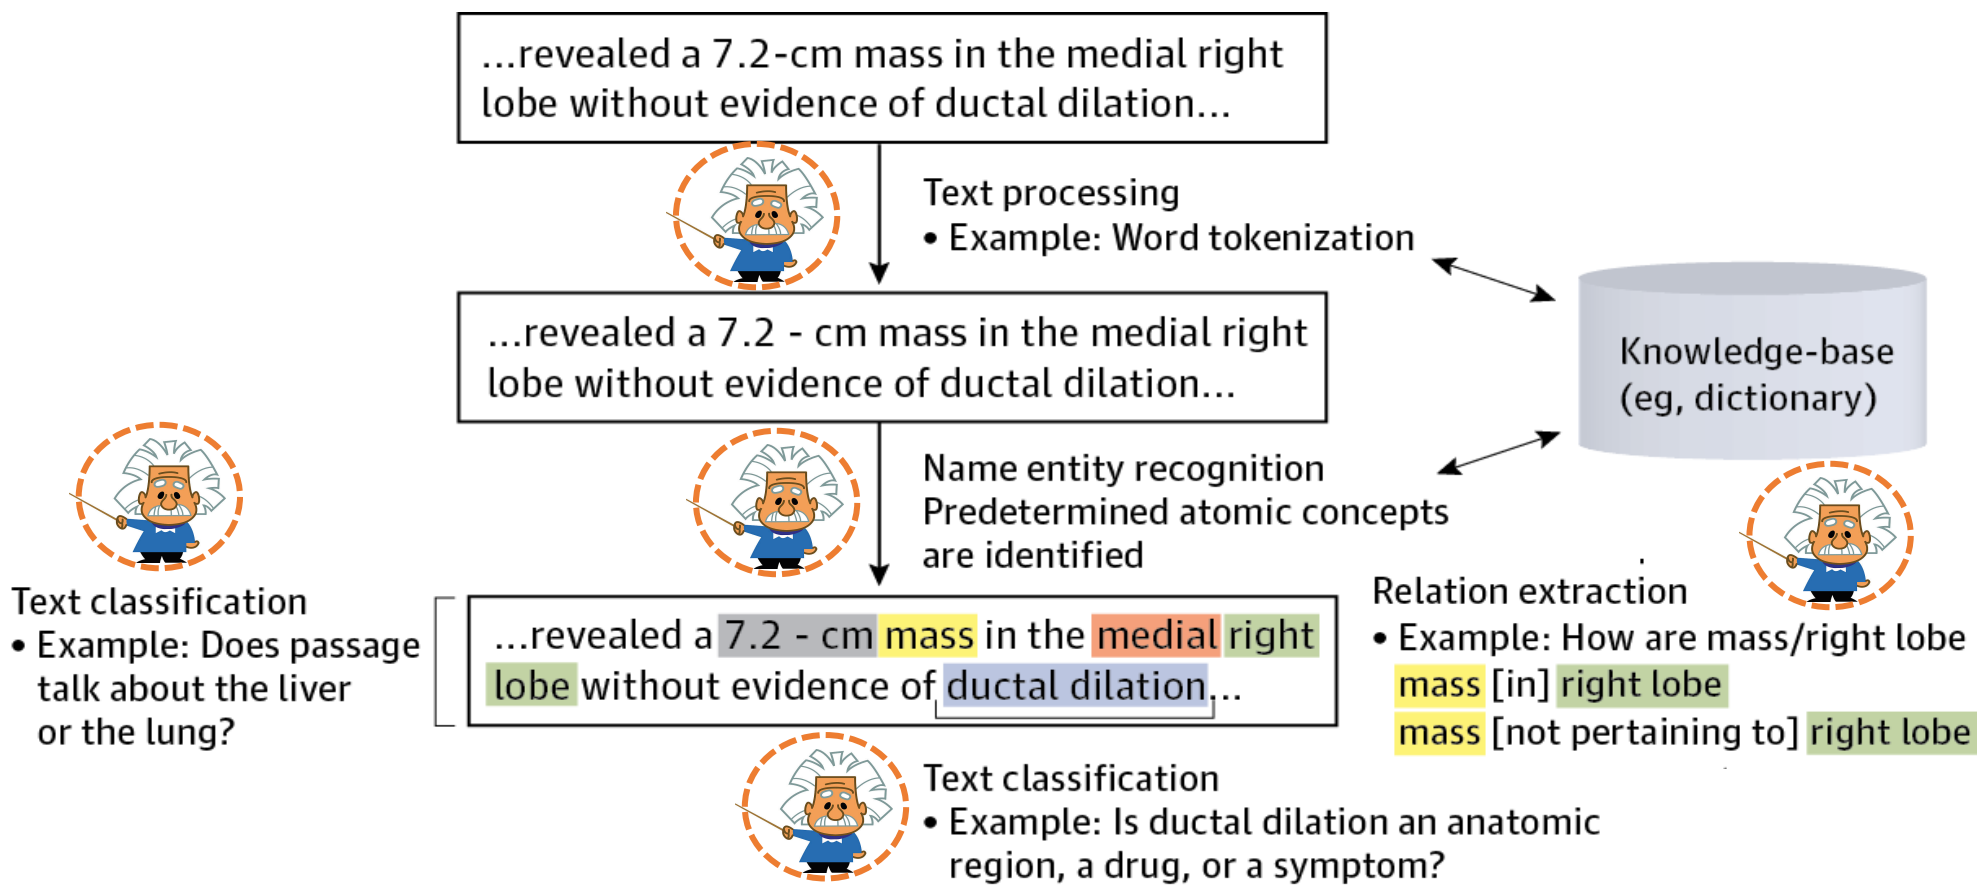 ...revealed a 7.2-cm mass in the medial right
lobe without evidence of ductal dilation...
Text processing
• Example: Word tokenization
...revealed a 7.2 - cm mass in the medial right
lobe without evidence of ductal dilation...
Knowledge-base
(eg, dictionary)
Name entity recognition
Predetermined atomic concepts
are identified
Text classification
• Example: Does passage
talk about the liver
or the lung?
...revealed a 7.2 - cm mass in the medial right
lobe without evidence of ductal dilation...
Relation extraction
• Example: How are mass/right lobe
mass [in] right lobe
mass [not pertaining to] right lobe
Text classification
• Example: Is ductal dilation an anatomic
region, a drug, or a symptom?